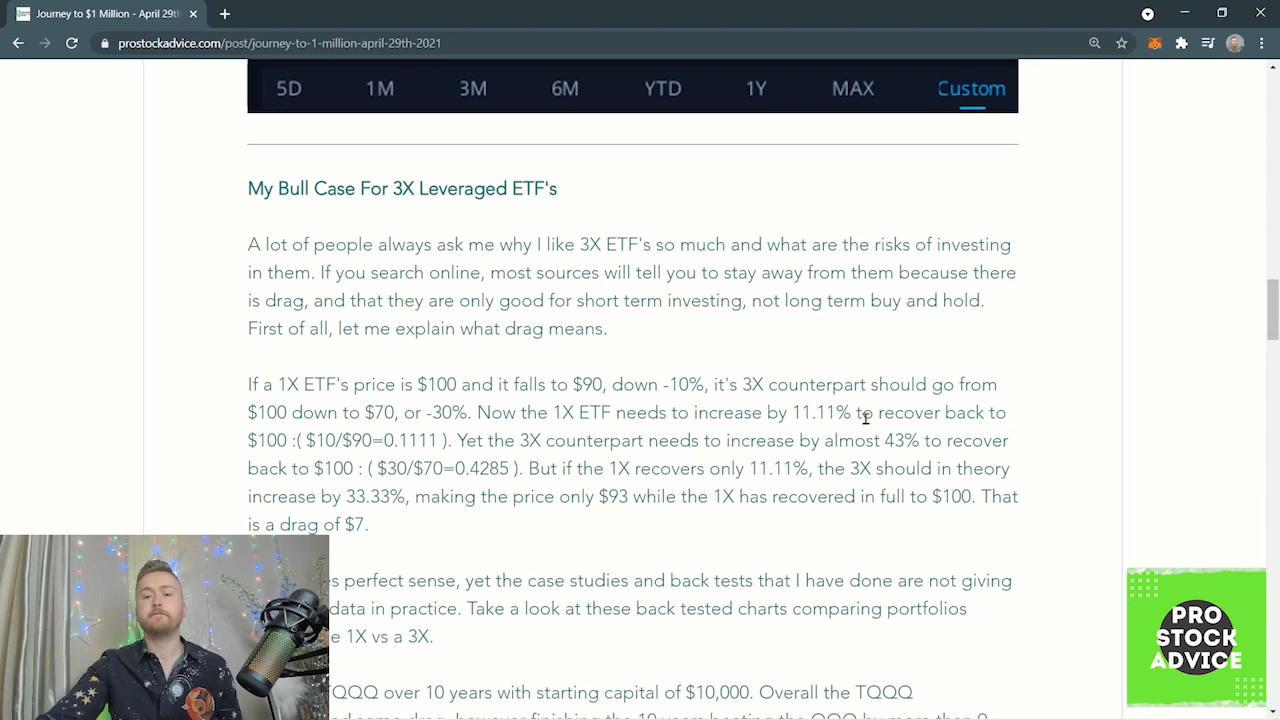 Journey to $1 Million - April 29th
prostockadvice.com/post/journey-to-1-million-april-29th-2021
5D 1M 3M 6M YTD 1Y MAX Custom
My Bull Case For 3X Leveraged ETF's
A lot of people always ask me why I like 3X ETF's so much and what are the risks of investing
in them. If you search online, most sources will tell you to stay away from them because there
is drag, and that they are only good for short term investing, not long term buy and hold.
First of all, let me explain what drag means.
If a 1X ETF's price is $100 and it falls to $90, down -10%, it's 3X counterpart should go from
$100 down to $70, or -30%. Now the 1X ETF needs to increase by 11.11% to recover back to
$100 :( $10/$90=0.1111 ). Yet the 3X counterpart needs to increase by almost 43% to recover
back to $100 : ( $30/$70=0.4285 ). But if the 1X recovers only 11.11%, the 3X should in theory
increase by 33.33%, making the price only $93 while the 1X has recovered in full to $100. That
is a drag of $7.
perfect sense, yet the case studies and back tests that I have done are not giving
data in practice. Take a look at these back tested charts comparing portfolios
1X vs a 3X.
over 10 years with starting capital of $10,000. Overall the TQQQ
PRO
STOCK
ADVICE